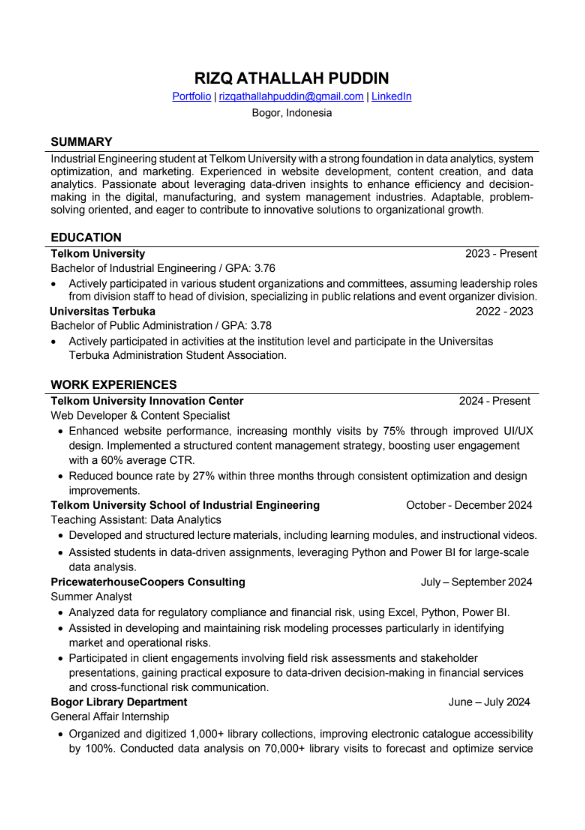 RIZQ ATHALLAH PUDDIN
Portfolio | rizqathallahpuddin@gmail.com | LinkedIn
Bogor, Indonesia
SUMMARY
Industrial Engineering student at Telkom University with a strong foundation in data analytics, system
optimization, and marketing. Experienced in website development, content creation, and data
analytics. Passionate about leveraging data-driven insights to enhance efficiency and decision-
making in the digital, manufacturing, and system management industries. Adaptable, problem-
solving oriented, and eager to contribute to innovative solutions to organizational growth.
EDUCATION
Telkom University 2023 - Present
Bachelor of Industrial Engineering / GPA: 3.76
• Actively participated in various student organizations and committees, assuming leadership roles
from division staff to head of division, specializing in public relations and event organizer division.
Universitas Terbuka 2022 - 2023
Bachelor of Public Administration / GPA: 3.78
• Actively participated in activities at the institution level and participate in the Universitas
Terbuka Administration Student Association.
WORK EXPERIENCES
Telkom University Innovation Center 2024 - Present
Web Developer & Content Specialist
• Enhanced website performance, increasing monthly visits by 75% through improved UI/UX
design. Implemented a structured content management strategy, boosting user engagement
with a 60% average CTR.
• Reduced bounce rate by 27% within three months through consistent optimization and design
improvements.
Telkom University School of Industrial Engineering October - December 2024
Teaching Assistant: Data Analytics
• Developed and structured lecture materials, including learning modules, and instructional videos.
• Assisted students in data-driven assignments, leveraging Python and Power BI for large-scale
data analysis.
PricewaterhouseCoopers Consulting July – September 2024
Summer Analyst
• Analyzed data for regulatory compliance and financial risk, using Excel, Python, Power BI.
• Assisted in developing and maintaining risk modeling processes particularly in identifying
market and operational risks.
• Participated in client engagements involving field risk assessments and stakeholder
presentations, gaining practical exposure to data-driven decision-making in financial services
and cross-functional risk communication.
Bogor Library Department June – July 2024
General Affair Internship
• Organized and digitized 1,000+ library collections, improving electronic catalogue accessibility
by 100%. Conducted data analysis on 70,000+ library visits to forecast and optimize service